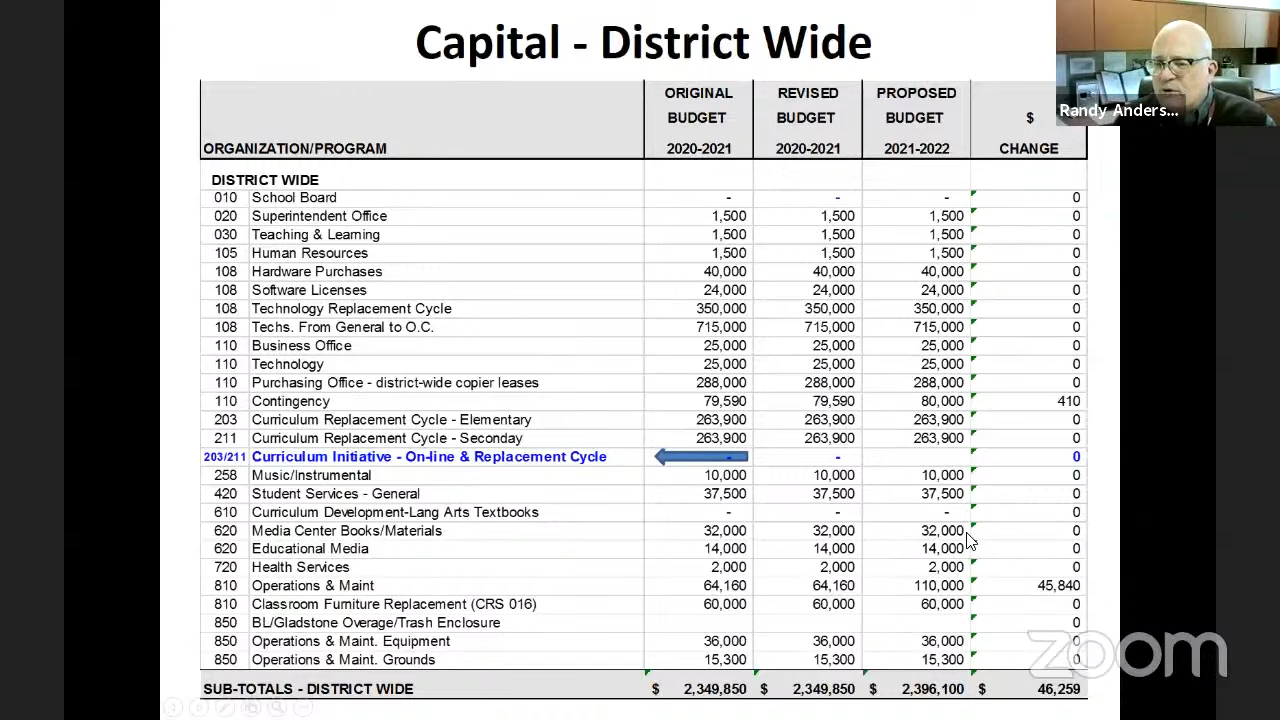 Capital - District Wide
Randy Anders...
ORIGINAL REVISED PROPOSED
BUDGET BUDGET BUDGET $
ORGANIZATION/PROGRAM 2020-2021 2020-2021 2021-2022 CHANGE
DISTRICT WIDE
010 School Board - - - 0
020 Superintendent Office 1,500 1,500 1,500 0
030 Teaching & Learning 1,500 1,500 1,500 0
105 Human Resources 1,500 1,500 1,500 0
108 Hardware Purchases 40,000 40,000 40,000 0
108 Software Licenses 24,000 24,000 24,000 0
108 Technology Replacement Cycle 350,000 350,000 350,000 0
108 Techs. From General to O.C. 715,000 715,000 715,000 0
110 Business Office 25,000 25,000 25,000 0
110 Technology 25,000 25,000 25,000 0
110 Purchasing Office - district-wide copier leases 288,000 288,000 288,000 0
110 Contingency 79,590 79,590 80,000 410
203 Curriculum Replacement Cycle - Elementary 263,900 263,900 263,900 0
211 Curriculum Replacement Cycle - Seconday 263,900 263,900 263,900 0
203/211 Curriculum Initiative - On-line & Replacement Cycle - - 0
258 Music/Instrumental 10,000 10,000 10,000 0
420 Student Services - General 37,500 37,500 37,500 0
610 Curriculum Development-Lang Arts Textbooks - - - 0
620 Media Center Books/Materials 32,000 32,000 32,000 0
620 Educational Media 14,000 14,000 14,000 0
720 Health Services 2,000 2,000 2,000 0
810 Operations & Maint 64,160 64,160 110,000 45,840
810 Classroom Furniture Replacement (CRS 016) 60,000 60,000 60,000 0
850 BL/Gladstone Overage/Trash Enclosure 0
850 Operations & Maint. Equipment 36,000 36,000 36,000 0
850 Operations & Maint. Grounds 15,300 15,300 15,300 0
zoom
SUB-TOTALS - DISTRICT WIDE $ 2,349,850 $ 2,349,850 $ 2,396,100 $ 46,259